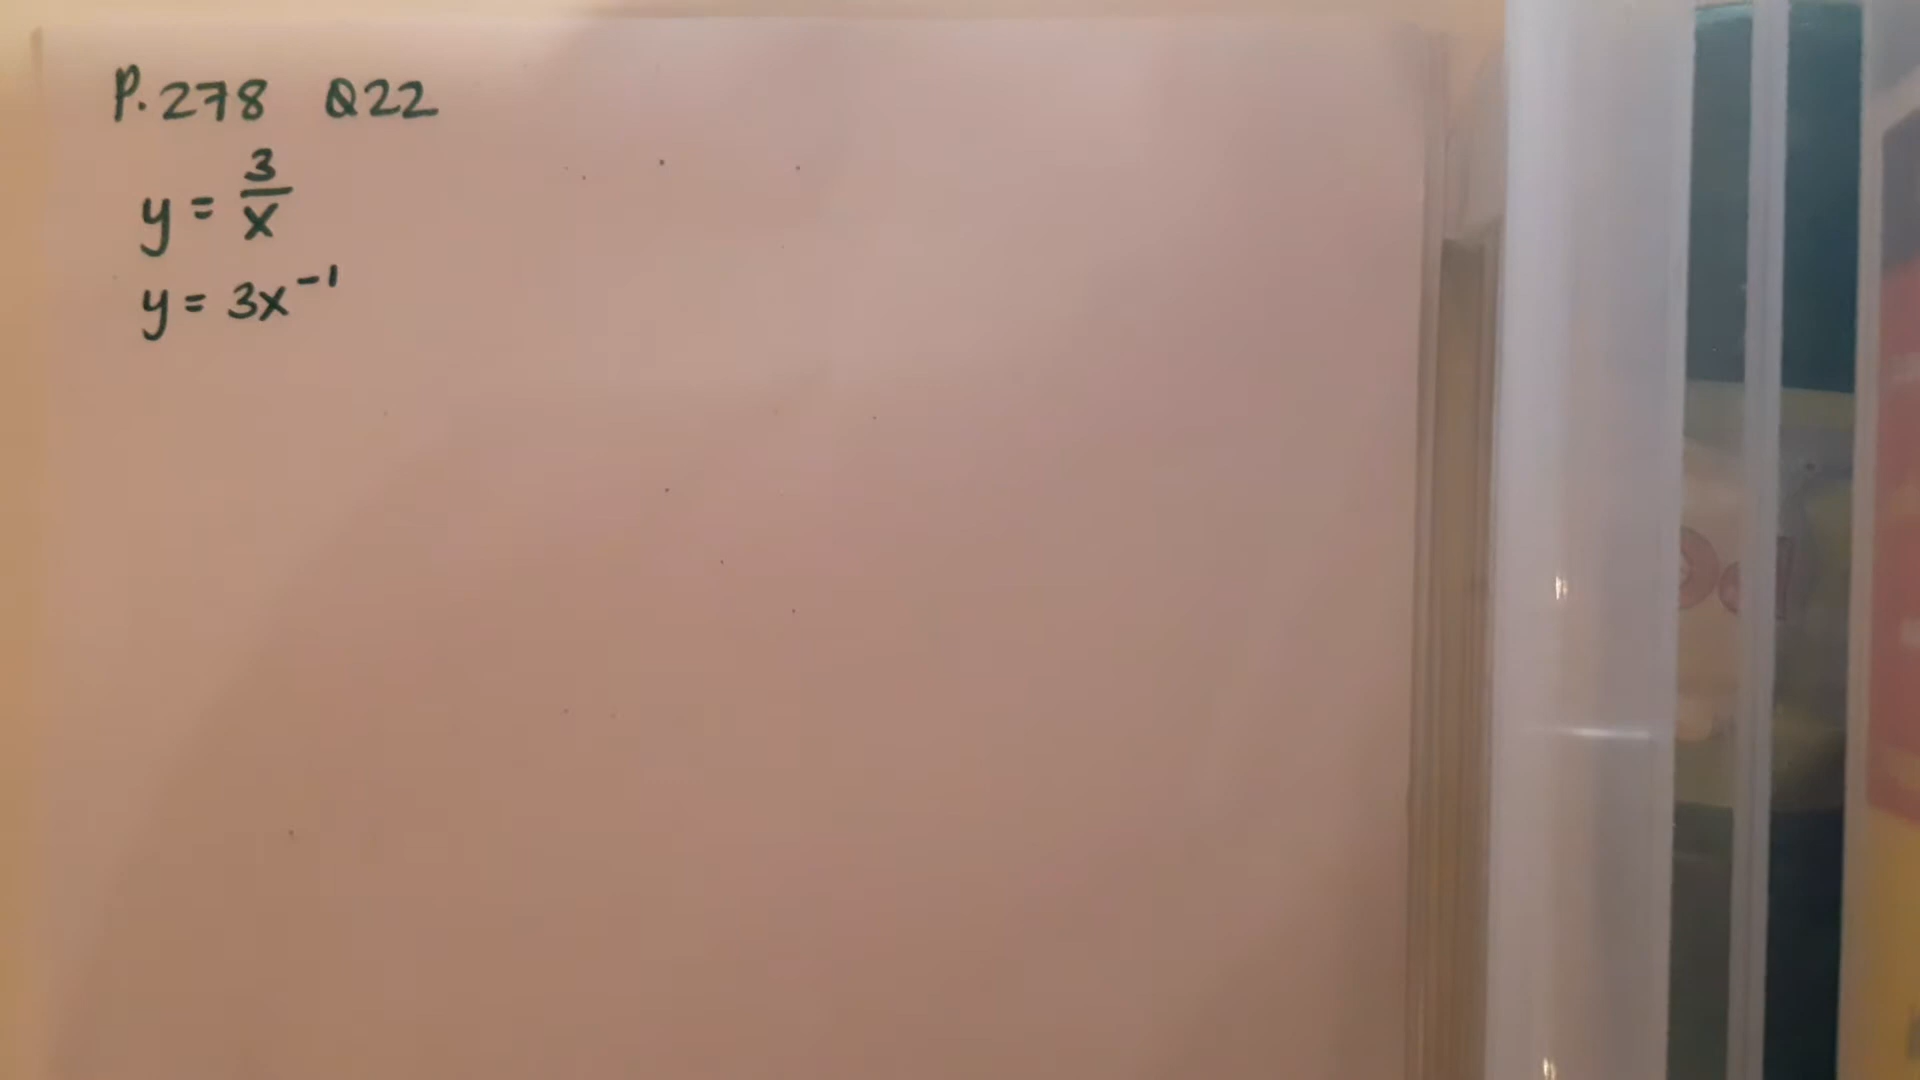 P. 278 Q22
y = 3/x
y = 3x⁻¹